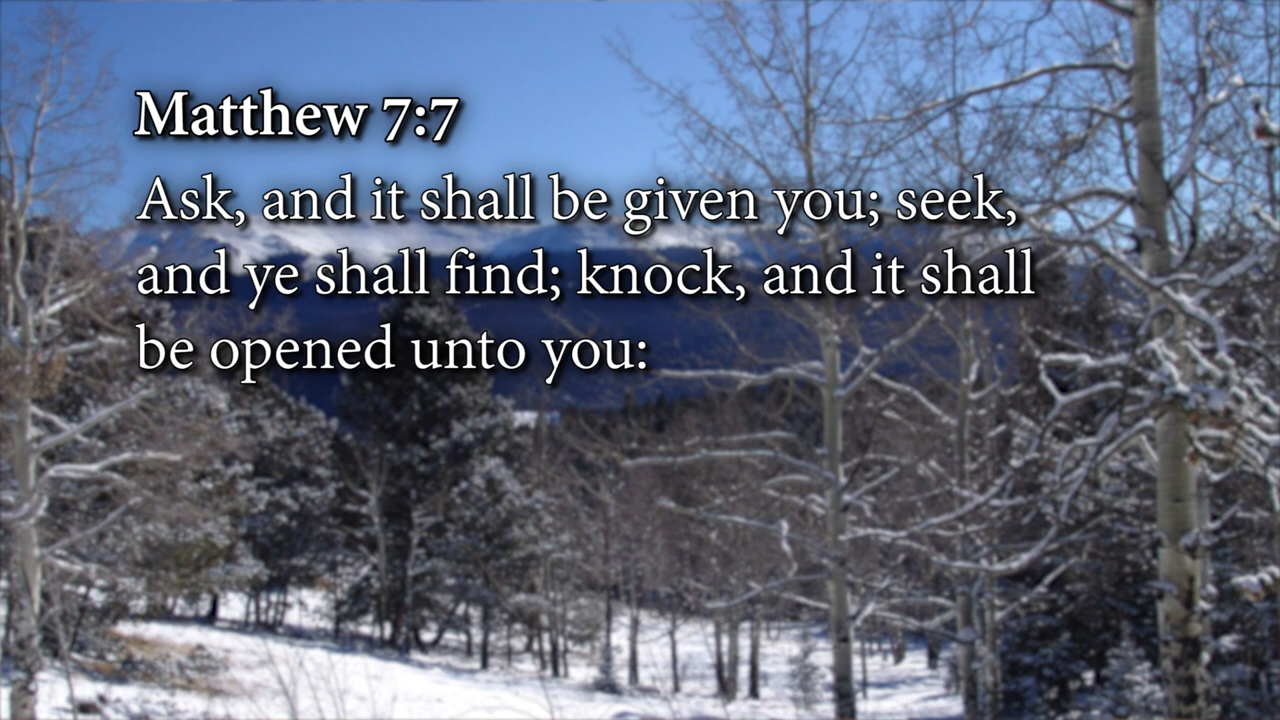 Matthew 7:7
Ask, and it shall be given you; seek,
and ye shall find; knock, and it shall
be opened unto you: